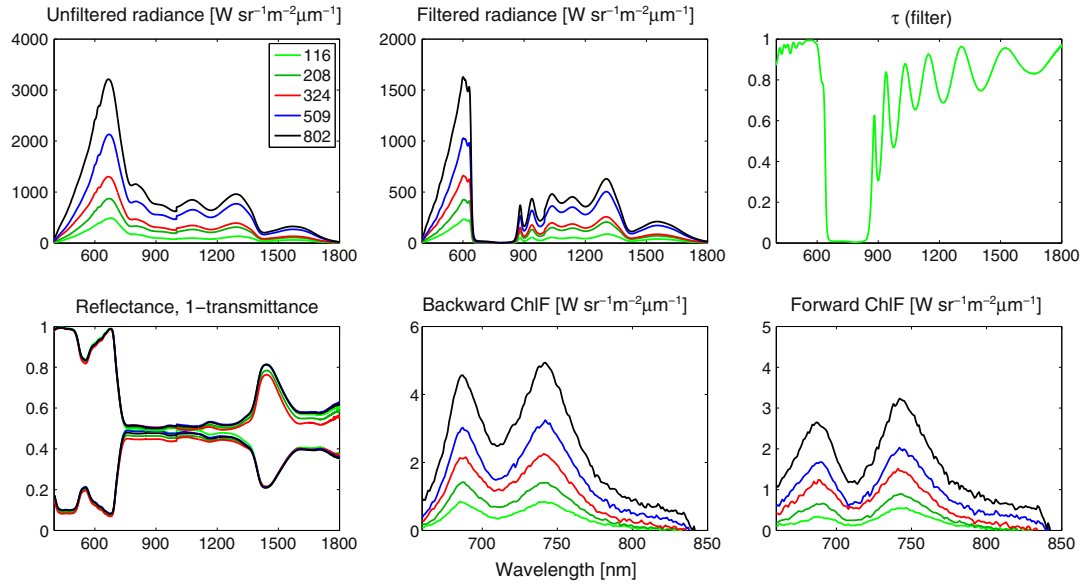 Unfiltered radiance [W sr⁻¹m⁻²μm⁻¹]
4000
3000
2000
1000
0
600 900 1200 1500 1800
116
208
324
509
802
Filtered radiance [W sr⁻¹m⁻²μm⁻¹]
2000
1500
1000
500
0
600 900 1200 1500 1800
τ (filter)
1
0.8
0.6
0.4
0.2
0
600 900 1200 1500 1800
Reflectance, 1−transmittance
1
0.8
0.6
0.4
0.2
0
600 900 1200 1500 1800
Backward ChlF [W sr⁻¹m⁻²μm⁻¹]
6
4
2
0
700 750 800 850
Wavelength [nm]
Forward ChlF [W sr⁻¹m⁻²μm⁻¹]
5
4
3
2
1
0
700 750 800 850